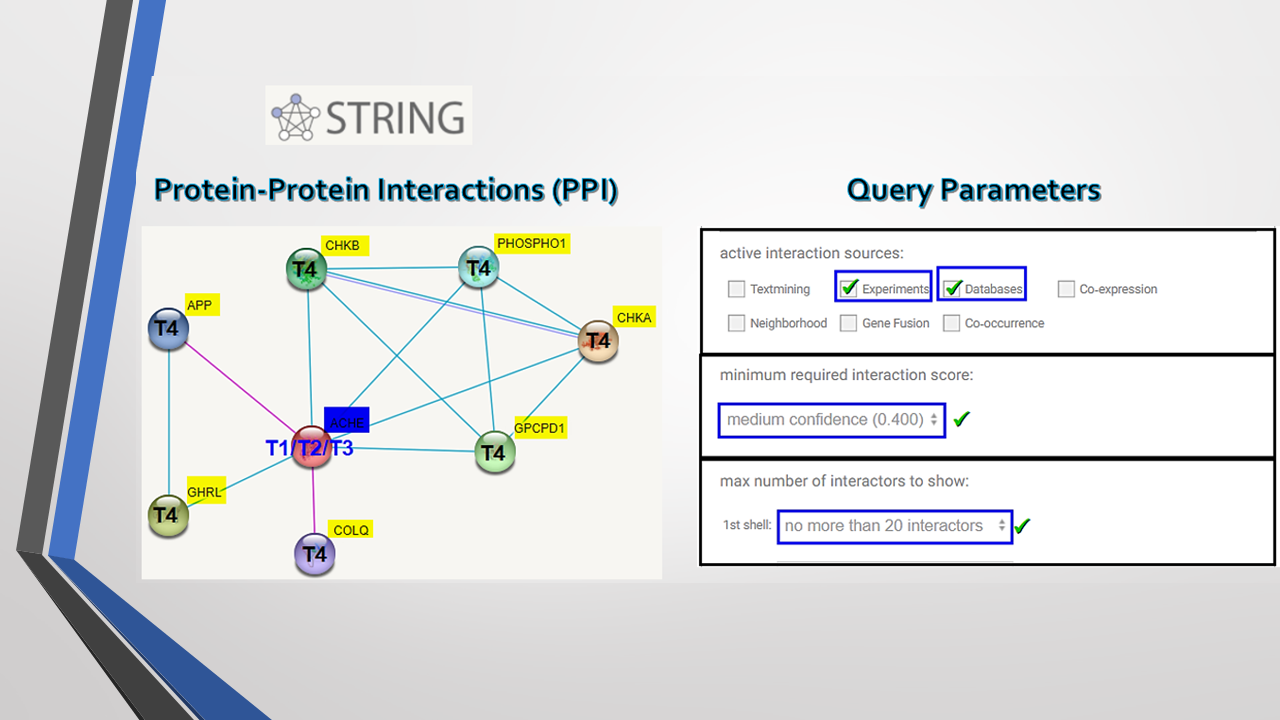 STRING
Protein-Protein Interactions (PPI)
Query Parameters
CHKB
PHOSPHO1
T4
T4
APP
CHKA
T4
T4
ACHE
GPCPD1
T1/T2/T3
T4
GHRL
T4
COLQ
T4
active interaction sources:
Textmining Experiments Databases Co-expression
Neighborhood Gene Fusion Co-occurrence
minimum required interaction score:
medium confidence (0.400)
max number of interactors to show:
1st shell: no more than 20 interactors